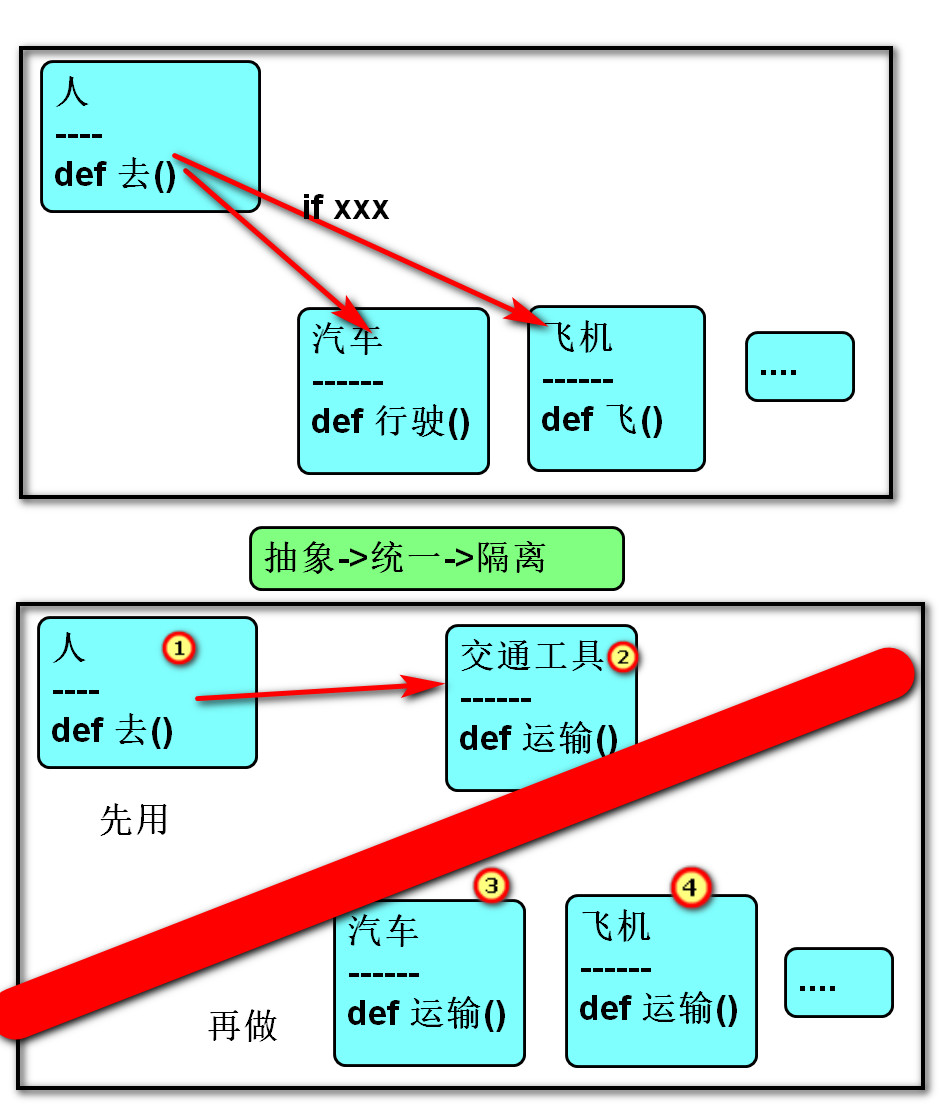 人
----
def 去()
if xxx
汽车
------
def 行驶()
飞机
------
def 飞()
....
抽象->统一->隔离
人 1
----
def 去()
交通工具 2
------
def 运输()
先用
3
汽车
------
def 运输()
4
飞机
------
def 运输()
....
再做